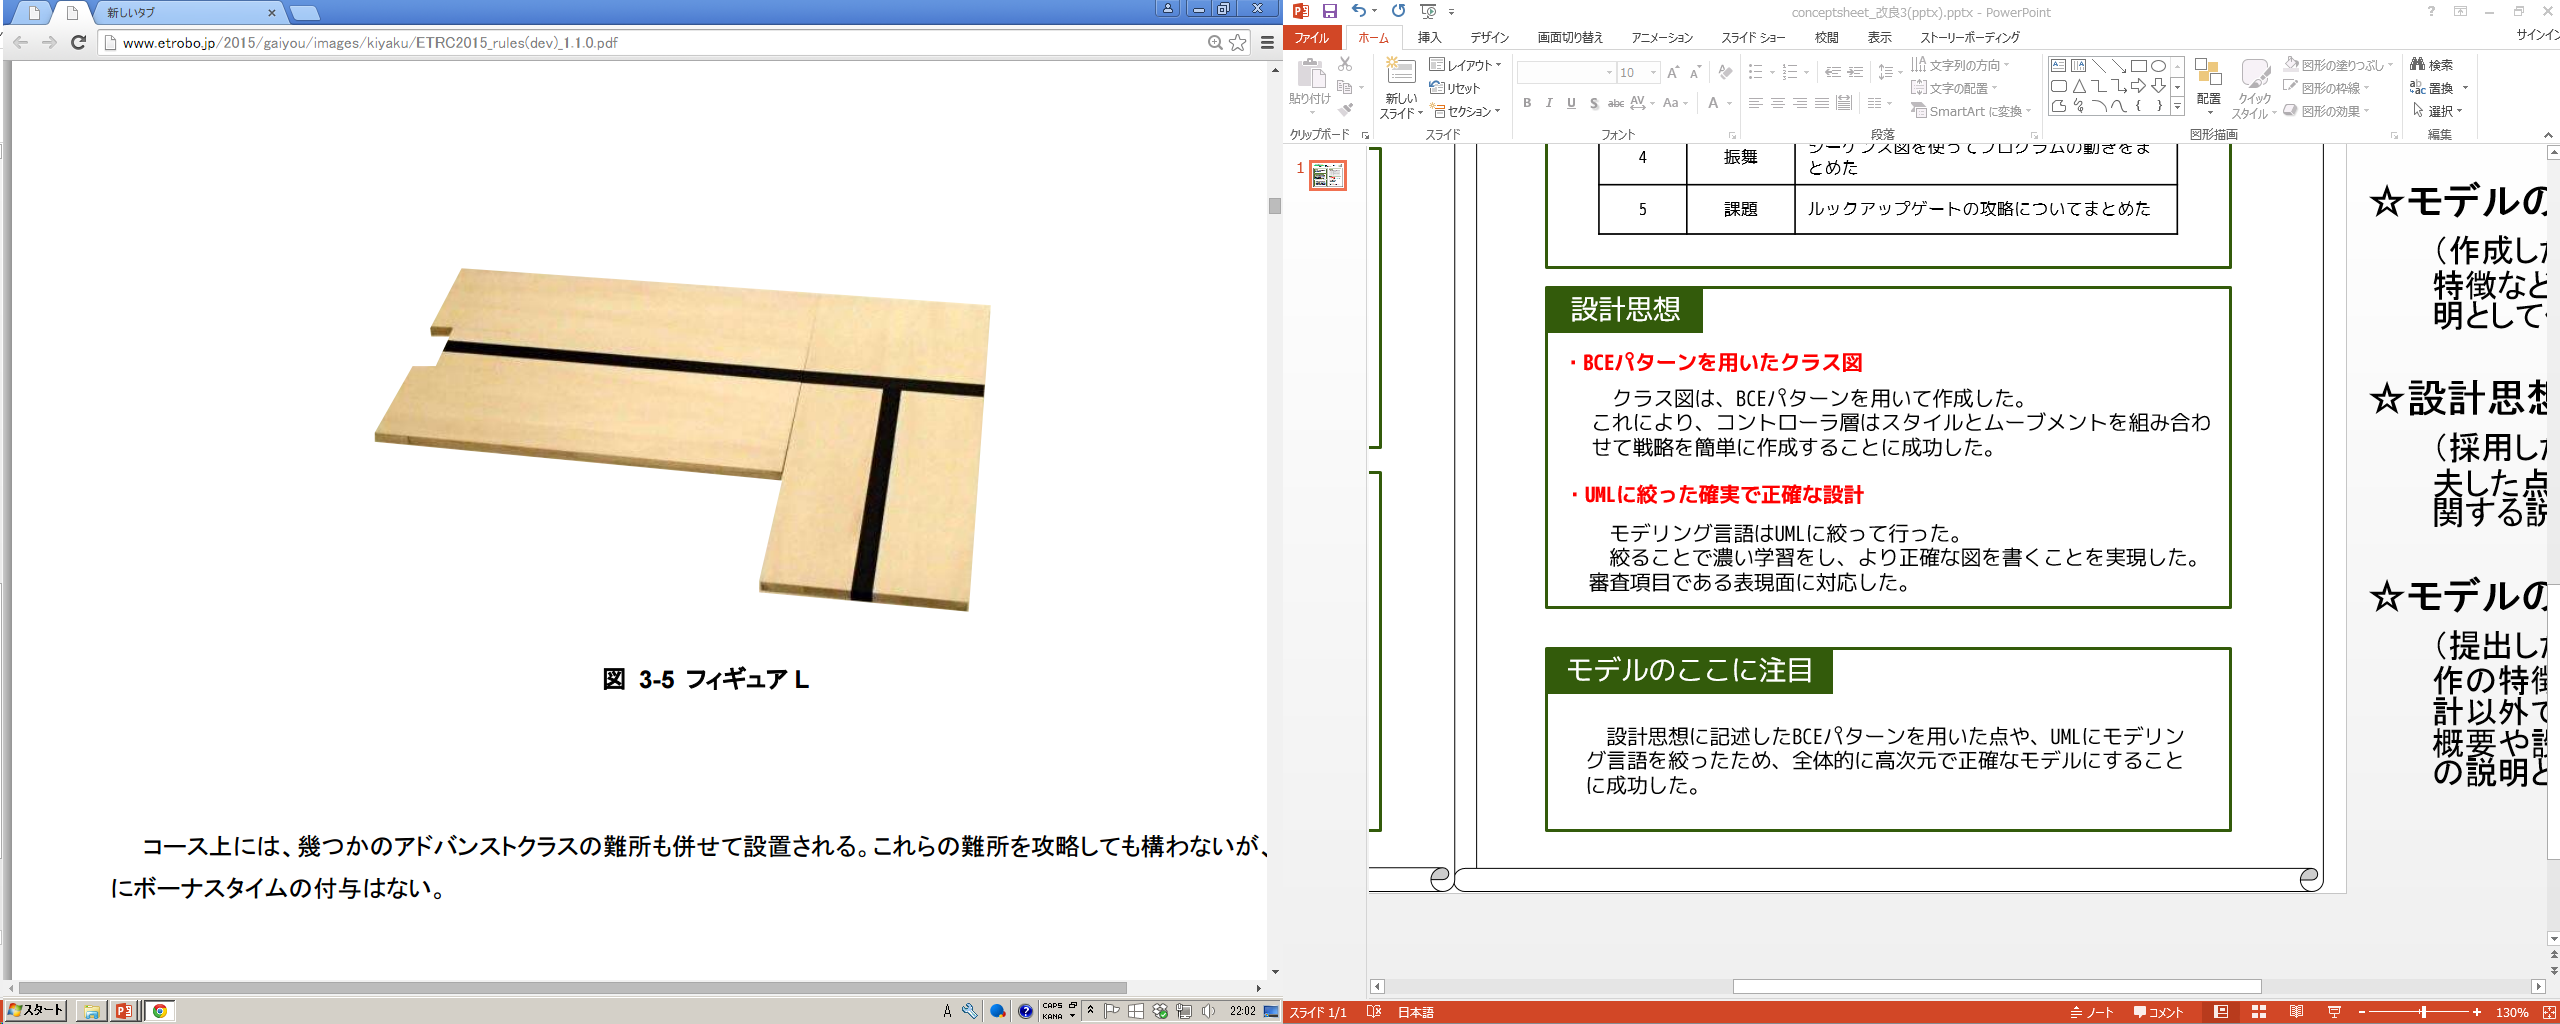 新しいタブ
www.etrobo.jp/2015/gaiyou/images/kiyaku/ETRC2015_rules(dev)_1.1.0.pdf
図 3-5 フィギュア L
コース上には、幾つかのアドバンストクラスの難所も併せて設置される。これらの難所を攻略しても構わないが、
にボーナスタイムの付与はない。
スタート
A
CAPS
KANA
22:02
conceptsheet_改良3(pptx).pptx - PowerPoint
ファイル ホーム 挿入 デザイン 画面切り替え アニメーション スライド ショー 校閲 表示 ストーリーボーディング
サインイン
貼り付け
新しい
スライド
レイアウト
リセット
セクション
10
B I U S abc AV Aa A
文字列の方向
文字の配置
SmartArt に変換
配置
クイック
スタイル
図形の塗りつぶし
図形の枠線
図形の効果
検索
置換
選択
クリップボード スライド フォント 段落 図形描画 編集
1
4 振舞 シーケンス図を使ってプログラムの動きをま
とめた
5 課題 ルックアップゲートの攻略についてまとめた
設計思想
・BCEパターンを用いたクラス図
クラス図は、BCEパターンを用いて作成した。
これにより、コントローラ層はスタイルとムーブメントを組み合わ
せて戦略を簡単に作成することに成功した。
・UMLに絞った確実で正確な設計
モデリング言語はUMLに絞って行った。
絞ることで濃い学習をし、より正確な図を書くことを実現した。
審査項目である表現面に対応した。
モデルのここに注目
設計思想に記述したBCEパターンを用いた点や、UMLにモデリン
グ言語を絞ったため、全体的に高次元で正確なモデルにすること
に成功した。
☆モデルの
（作成した
特徴など
明として
☆設計思想
（採用した
夫した点
関する説
☆モデルの
（提出した
作の特徴
計以外で
概要や説
の説明と
スライド 1/1
日本語
ノート
コメント
130%